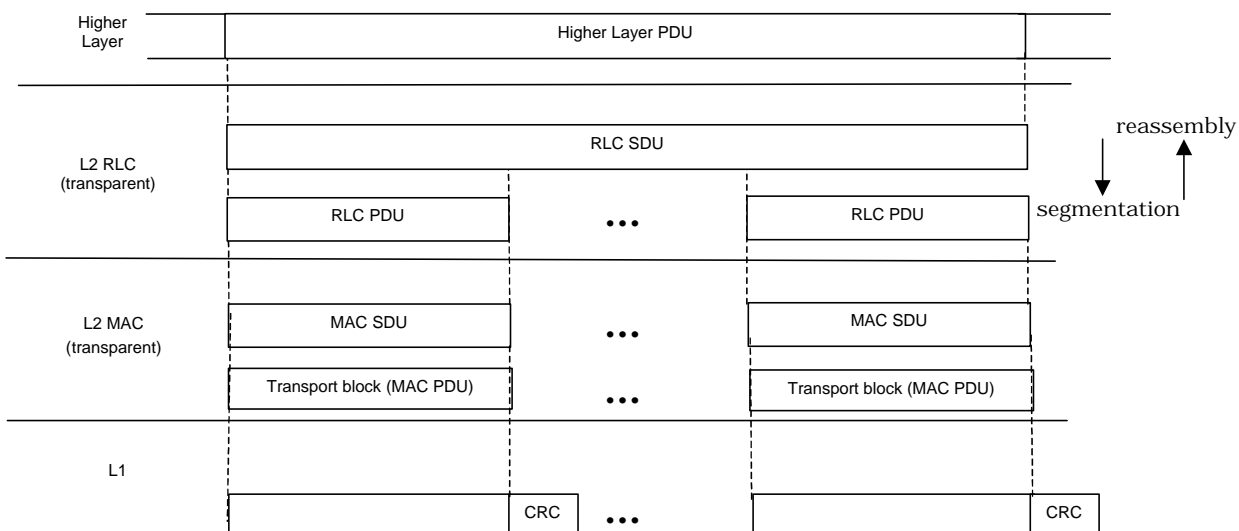 Higher
Layer
Higher Layer PDU
RLC SDU
reassembly
L2 RLC
(transparent)
RLC PDU
•••
RLC PDU
segmentation
L2 MAC
(transparent)
MAC SDU
•••
MAC SDU
Transport block (MAC PDU)
•••
Transport block (MAC PDU)
L1
CRC
•••
CRC